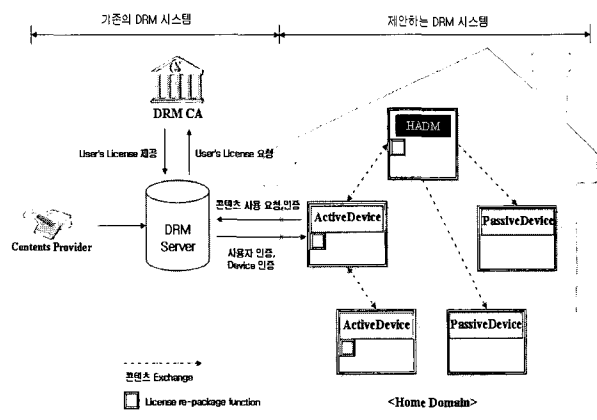 기존의 DRM 시스템
제안하는 DRM 시스템
DRM CA
User's License 제공
User's License 요청
HADM
콘텐츠 사용 요청,인증
ActiveDevice
PassiveDevice
DRM
Server
Contents Provider
사용자 인증,
Device 인증
ActiveDevice
PassiveDevice
콘텐츠 Exchange
License re-package function
<Home Domain>